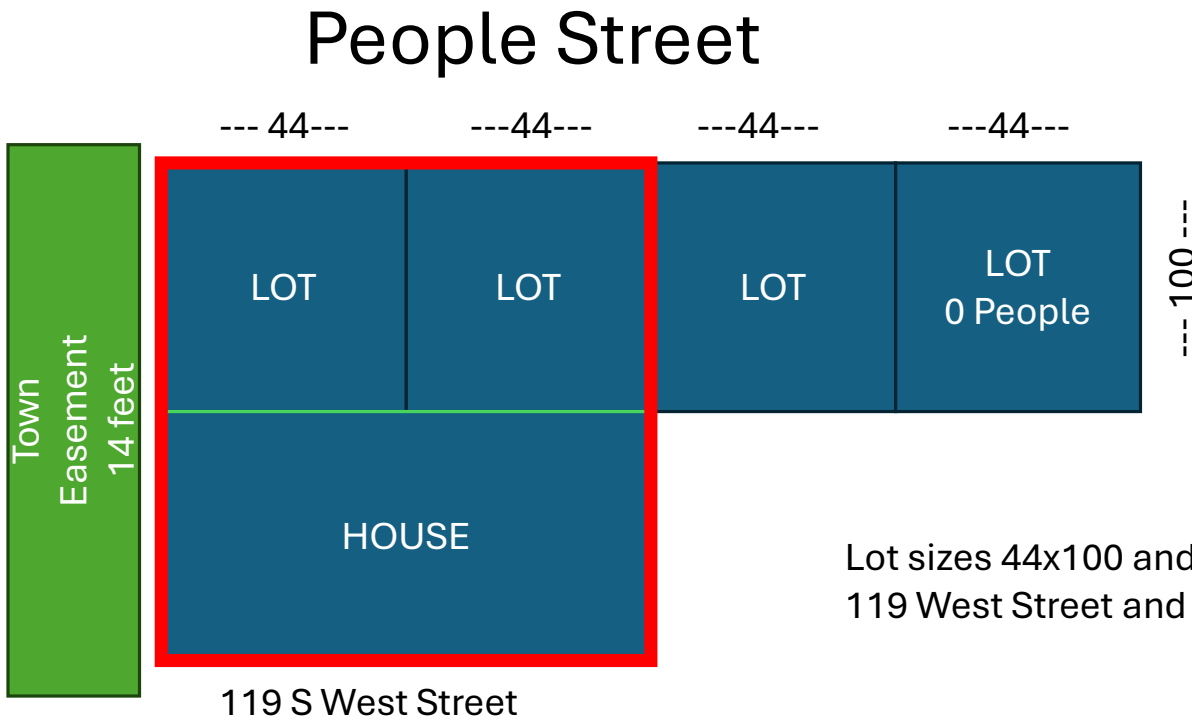 People Street
--- 44---
---44---
---44---
---44---
Town
Easement
14 feet
LOT
LOT
LOT
LOT
0 People
--- 100 ---
HOUSE
Lot sizes 44x100 and
119 West Street and
119 S West Street